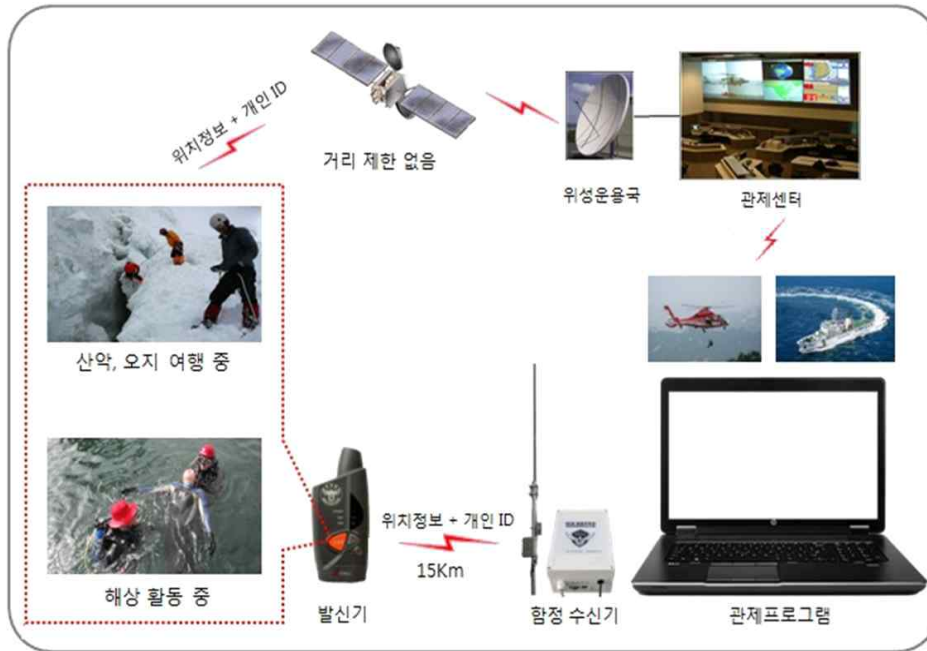 위치정보 + 개인 ID
거리 제한 없음
위성운용국
관제센터
산악, 오지 여행 중
해상 활동 중
발신기
위치정보 + 개인 ID
15Km
함정 수신기
관제프로그램